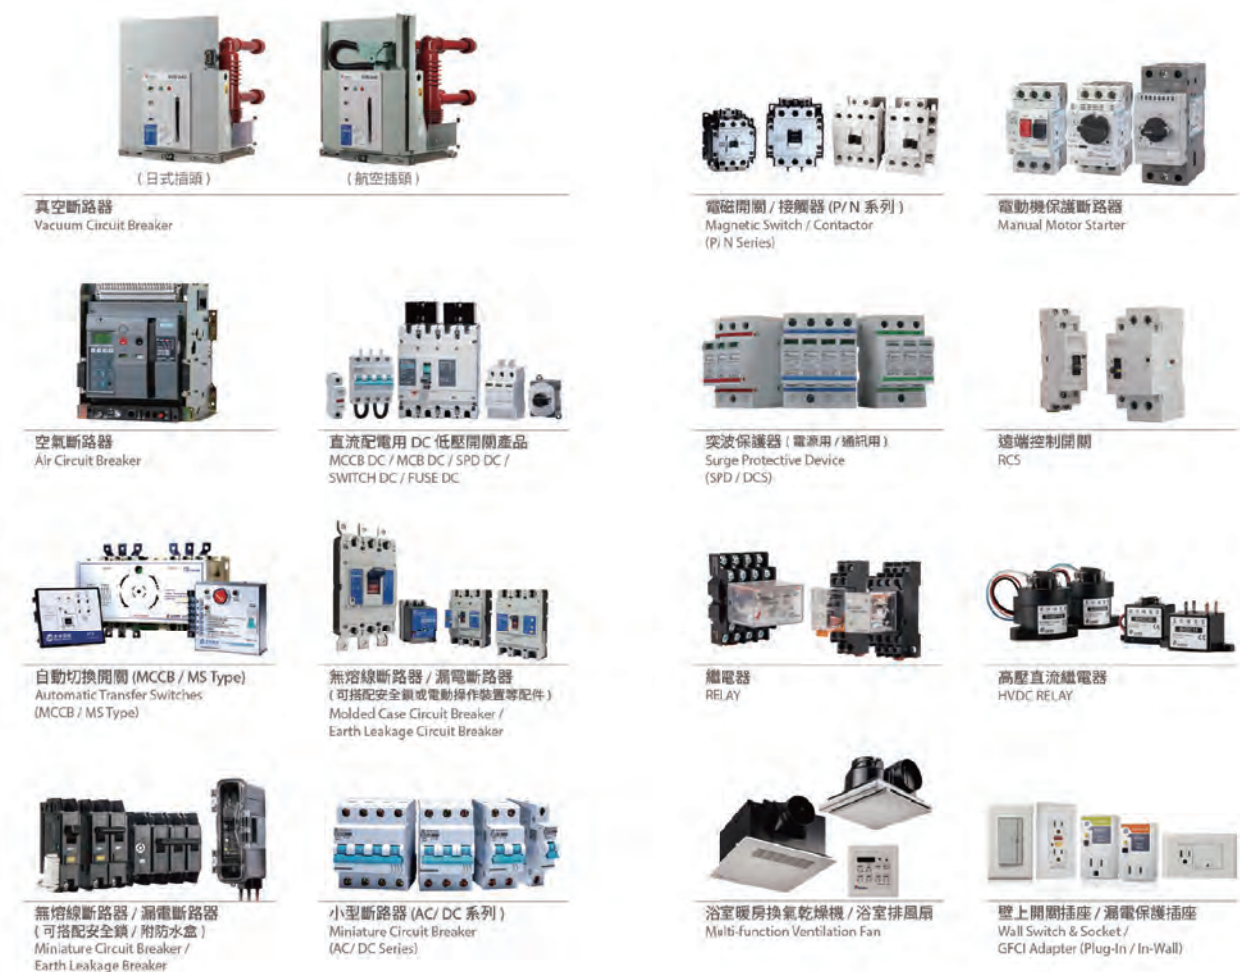 (日式插頭)
(航空插頭)
真空斷路器
Vacuum Circuit Breaker
電磁開關 / 接觸器 (P/ N 系列)
Magnetic Switch / Contactor
(P/ N Series)
電動機保護斷路器
Manual Motor Starter
空氣斷路器
Air Circuit Breaker
直流配電用 DC 低壓開關產品
MCCB DC / MCB DC / SPD DC /
SWITCH DC / FUSE DC
突波保護器 (電源用 / 通訊用)
Surge Protective Device
(SPD / DCS)
遠端控制開關
RCS
自動切換開關 (MCCB / MS Type)
Automatic Transfer Switches
(MCCB / MS Type)
無熔線斷路器 / 漏電斷路器
(可搭配安全鎖或電動操作裝置等配件)
Molded Case Circuit Breaker /
Earth Leakage Circuit Breaker
繼電器
RELAY
高壓直流繼電器
HVDC RELAY
無熔線斷路器 / 漏電斷路器
(可搭配安全鎖 / 附防水盒)
Miniature Circuit Breaker /
Earth Leakage Breaker
小型斷路器 (AC/ DC 系列)
Miniature Circuit Breaker
(AC/ DC Series)
浴室暖房換氣乾燥機 / 浴室排風扇
Multi-function Ventilation Fan
壁上開關插座 / 漏電保護插座
Wall Switch & Socket /
GFCI Adapter (Plug-In / In-Wall)